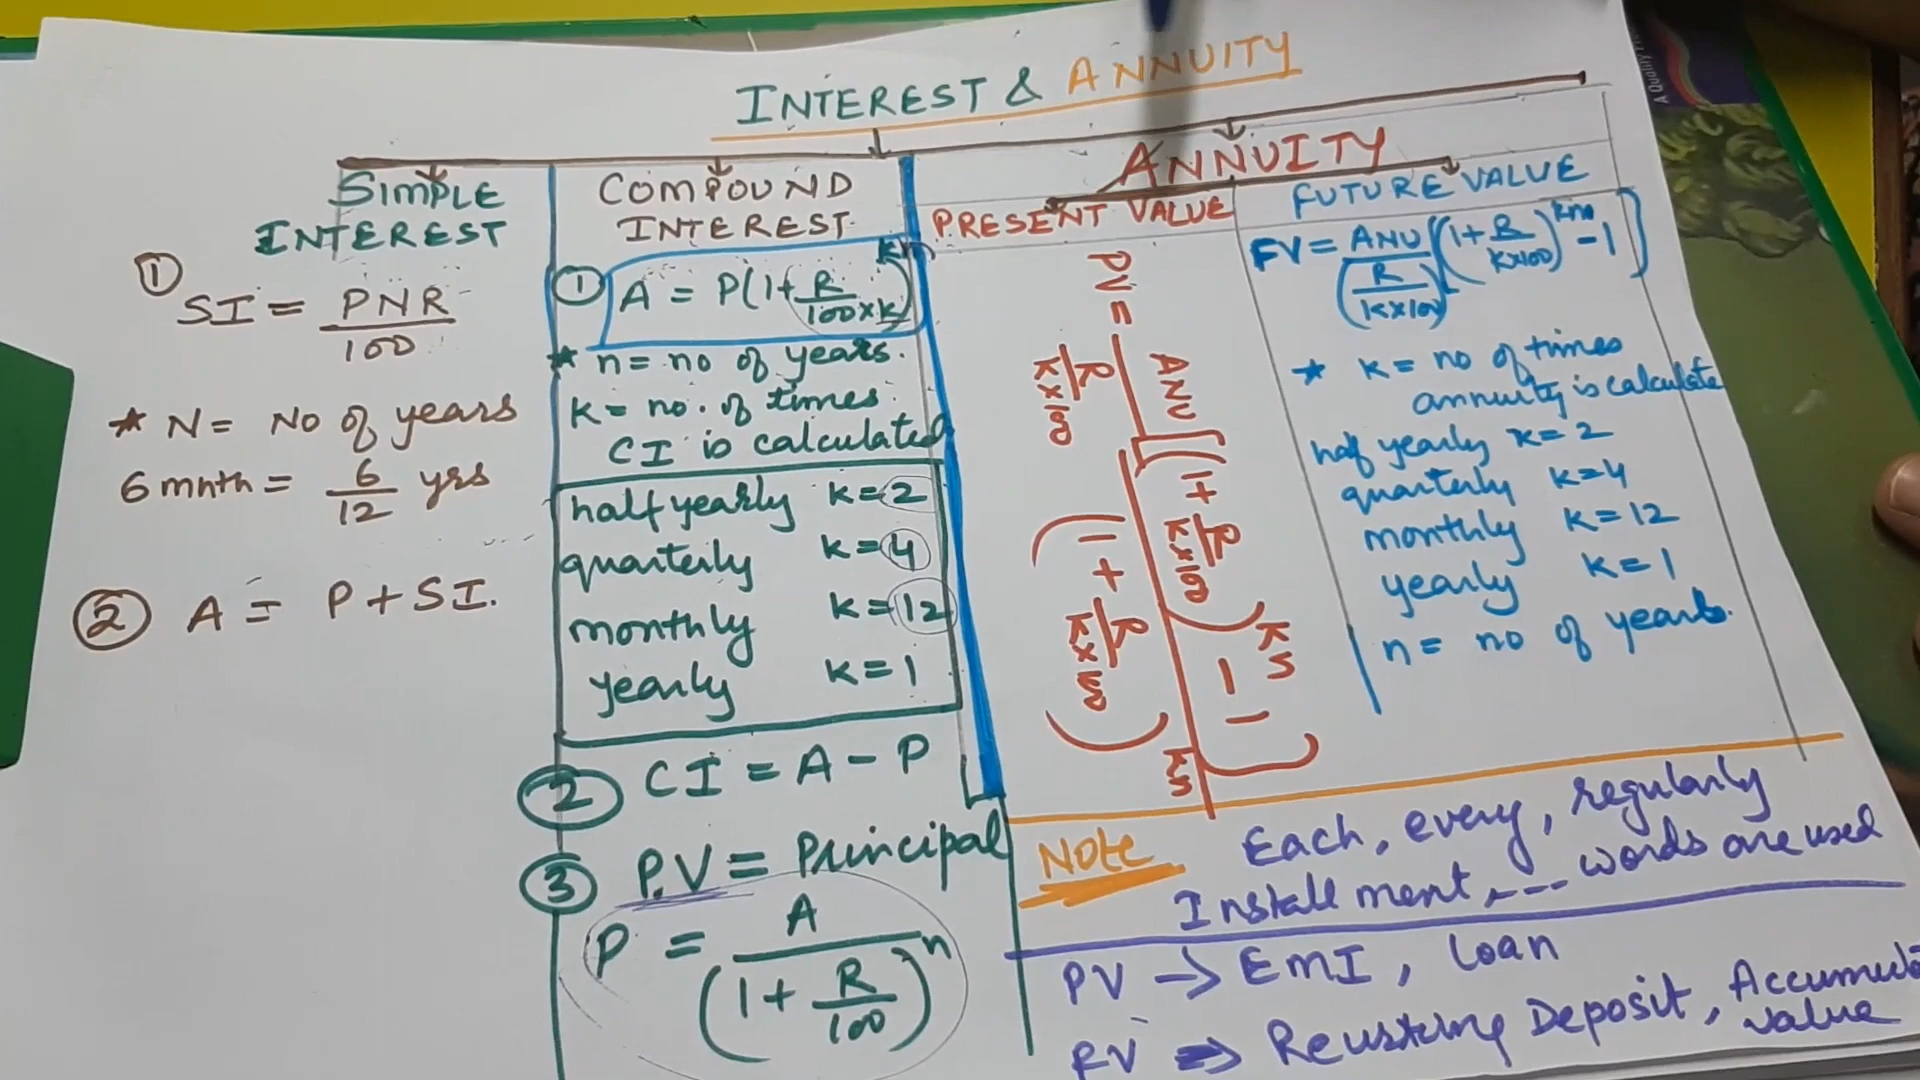 INTEREST & ANNUITY
SIMPLE
INTEREST
① SI = PNR
100
* N = NO of years
6 mnth = 6/12 yrs
② A = P + SI.
COMPOUND
INTEREST
① A = P(1+ R/100×k)^kn
* n = no of years.
k = no. of times
CI is calculated
half yearly k=2
quarterly k=4
monthly k=12
yearly k=1
② CI = A - P
③ P.V = Principal
P = A
(1 + R/100)^n
ANNUITY
PRESENT VALUE
PV = ANU/(R/K×100) [(1+ R/K×100)^Kn - 1]
(1 + R/K×100)^Kn
FUTURE VALUE
FV = ANU/(R/K×100) [(1+ R/K×100)^kn - 1]
* k = no of times
annuity is calculate
half yearly k=2
quarterly k=4
monthly k=12
yearly k=1
n = no of years.
Note Each, every, regularly
Installment, --- words are used
PV → EMI, loan
FV ⇒ Deposit,
value
A Quality